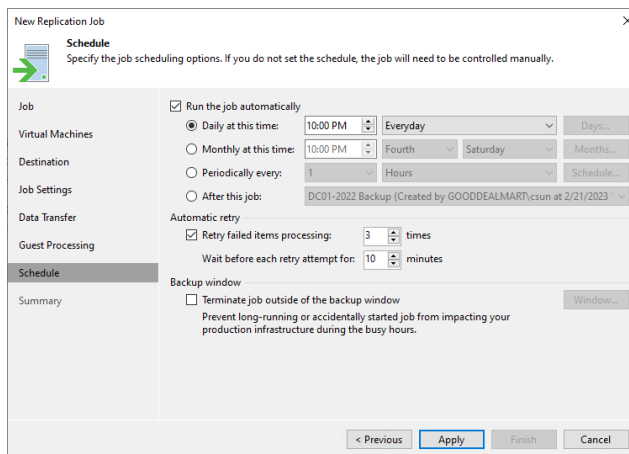 New Replication Job
Schedule
Specify the job scheduling options. If you do not set the schedule, the job will need to be controlled manually.
Job
Virtual Machines
Destination
Job Settings
Data Transfer
Guest Processing
Schedule
Summary
Run the job automatically
Daily at this time: 10:00 PM Everyday Days...
Monthly at this time: 10:00 PM Fourth Saturday Months...
Periodically every: 1 Hours Schedule...
After this job: DC01-2022 Backup (Created by GOODDEALMART\csun at 2/21/2023
Automatic retry
Retry failed items processing: 3 times
Wait before each retry attempt for: 10 minutes
Backup window
Terminate job outside of the backup window Window...
Prevent long-running or accidentally started job from impacting your
production infrastructure during the busy hours.
< Previous Apply Finish Cancel